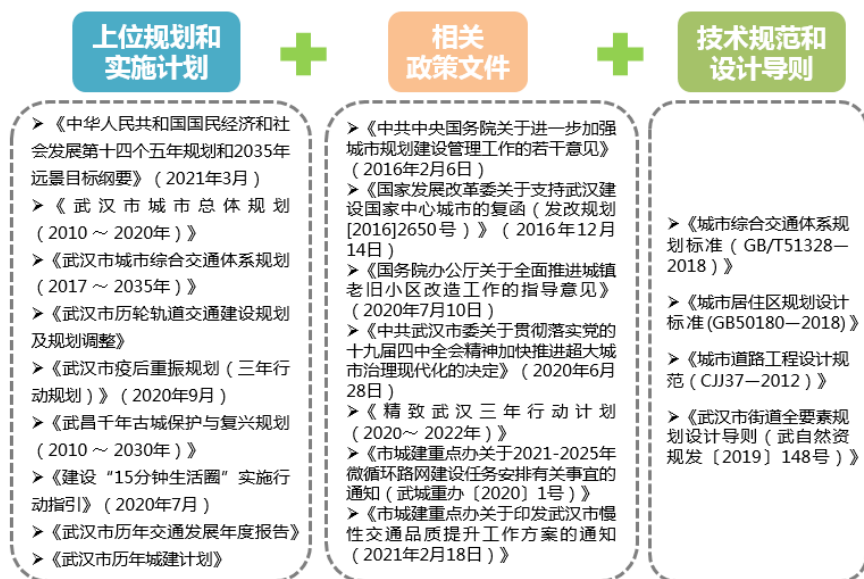 上位规划和
实施计划
《中华人民共和国国民经济和社
会发展第十四个五年规划和2035年
远景目标纲要》（2021年3月）
《武汉市城市总体规划
（2010～2020年）》
《武汉市城市综合交通体系规划
（2017～2035年）》
《武汉市历轮轨道交通建设规划
及规划调整》
《武汉市疫后重振规划（三年行
动规划）》（2020年9月）
《武昌千年古城保护与复兴规划
（2010～2030年）》
《建设“15分钟生活圈”实施行
动指引》（2020年7月）
《武汉市历年交通发展年度报告》
《武汉市历年城建计划》
相关
政策文件
《中共中央国务院关于进一步加强
城市规划建设管理工作的若干意见》
（2016年2月6日）
《国家发展改革委关于支持武汉建
设国家中心城市的复函（发改规划
[2016]2650号）》（2016年12月
14日）
《国务院办公厅关于全面推进城镇
老旧小区改造工作的指导意见》
（2020年7月10日）
《中共武汉市委关于贯彻落实党的
十九届四中全会精神加快推进超大城
市治理现代化的决定》（2020年6月
28日）
《精致武汉三年行动计划
（2020～2022年）》
《市城建重点办关于2021-2025年
微循环路网建设任务安排有关事宜的
通知（武城重办〔2020〕1号）》
《市城建重点办关于印发武汉市慢
性交通品质提升工作方案的通知
（2021年2月18日）》
技术规范和
设计导则
《城市综合交通体系规
划标准（GB/T51328—
2018）》
《城市居住区规划设计
标准(GB50180—2018)》
《城市道路工程设计规
范（CJJ37—2012）》
《武汉市街道全要素规
划设计导则（武自然资
规发〔2019〕148号）》